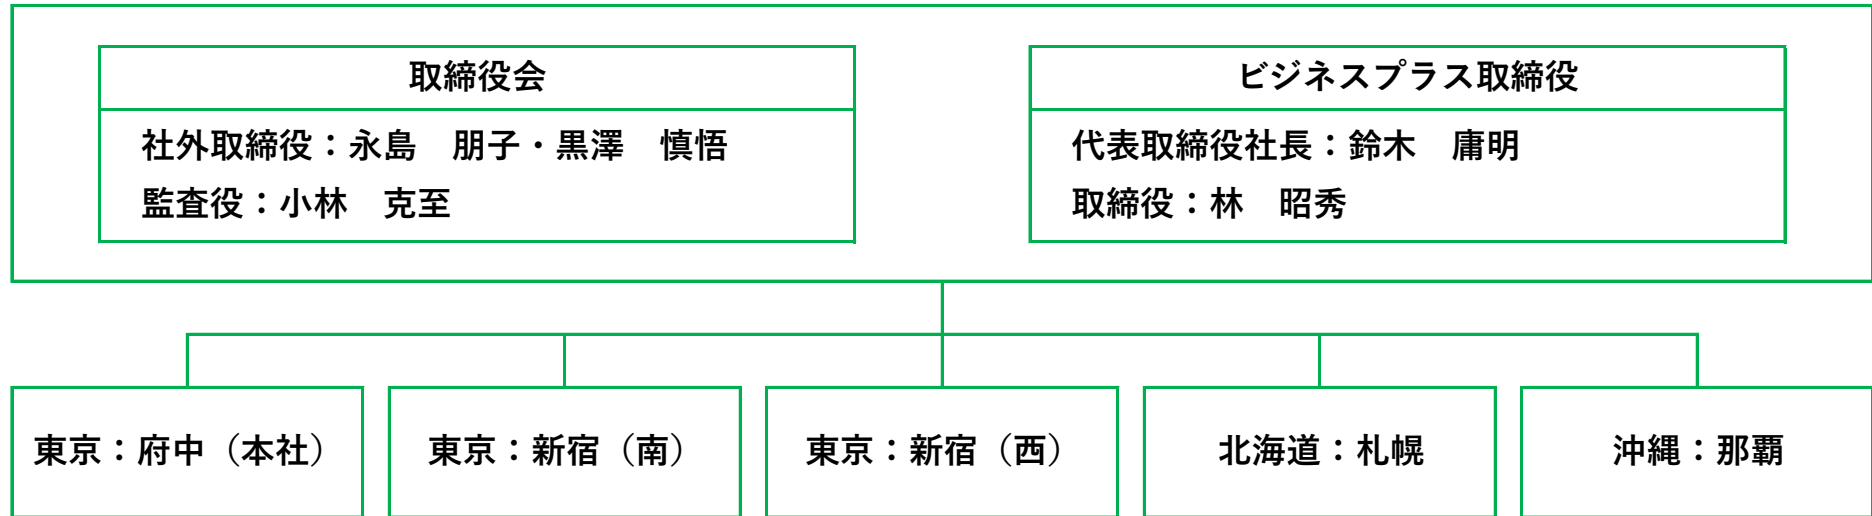 取締役会
社外取締役：永島　朋子・黒澤　慎悟
監査役：小林　克至
ビジネスプラス取締役
代表取締役社長：鈴木　庸明
取締役：林　昭秀
東京：府中（本社）
東京：新宿（南）
東京：新宿（西）
北海道：札幌
沖縄：那覇